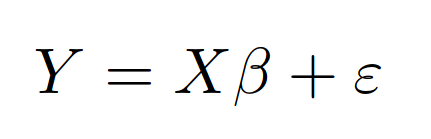 Y = Xβ + ε